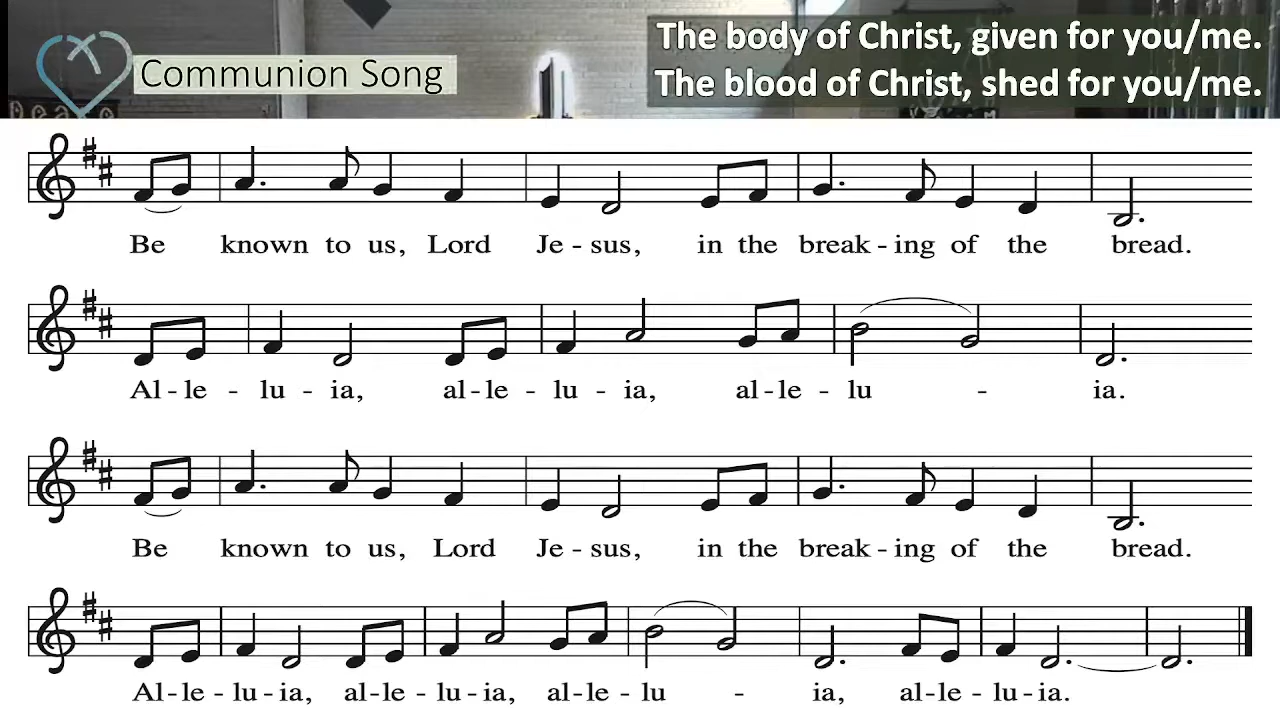 The body of Christ, given for you/me.
Communion Song
The blood of Christ, shed for you/me.
Be known to us, Lord Je - sus, in the break - ing of the bread.
Al - le - lu - ia, al - le - lu - ia, al - le - lu - ia.
Be known to us, Lord Je - sus, in the break - ing of the bread.
Al - le - lu - ia, al - le - lu - ia, al - le - lu - ia, al - le - lu - ia.